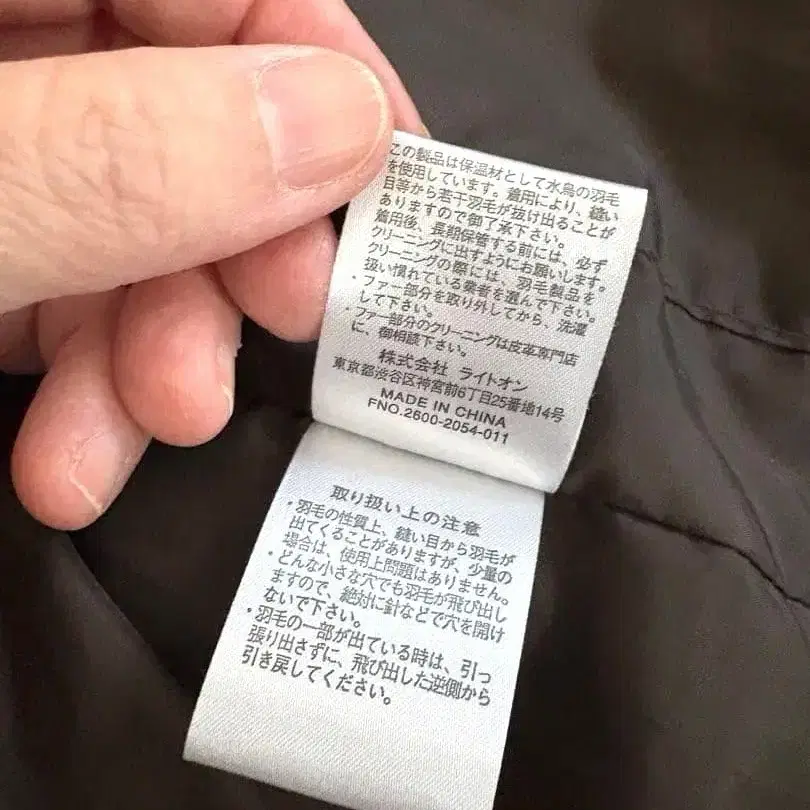 この製品は保温材として水鳥の羽毛
を使用しています。着用により、縫い
目等から若干羽毛が抜け出ることが
ありますので御了承下さい。
着用後、長期保管する前には、必ず
クリーニングに出すようにお願いします。
クリーニングの際には、羽毛製品を
扱い慣れている業者を選んで下さい。
・ファー部分を取り外してから、洗濯
して下さい。
・ファー部分のクリーニングは皮革専門店
に、御相談下さい。
株式会社 ライトオン
東京都渋谷区神宮前6丁目25番地14号
MADE IN CHINA
FNO.2600-2054-011
取り扱い上の注意
・羽毛の性質上、縫い目から羽毛が
出てくることがありますが、少量の
場合は、使用上問題はありません。
・どんな小さな穴でも羽毛が飛び出し
ますので、絶対に針などで穴を開け
ないで下さい。
・羽毛の一部が出ている時は、引っ
張り出さずに、飛び出した逆側から
引き戻してください。